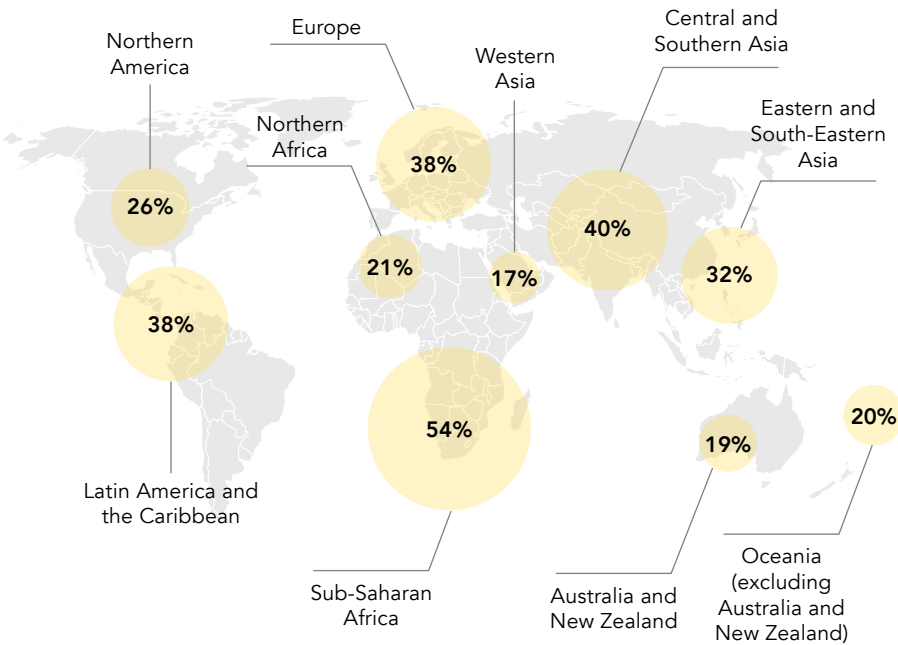 Northern
America
26%
Europe
38%
Western
Asia
17%
Central and
Southern Asia
40%
Northern
Africa
21%
Eastern and
South-Eastern
Asia
32%
38%
Latin America and
the Caribbean
54%
Sub-Saharan
Africa
19%
Australia and
New Zealand
20%
Oceania
(excluding
Australia and
New Zealand)